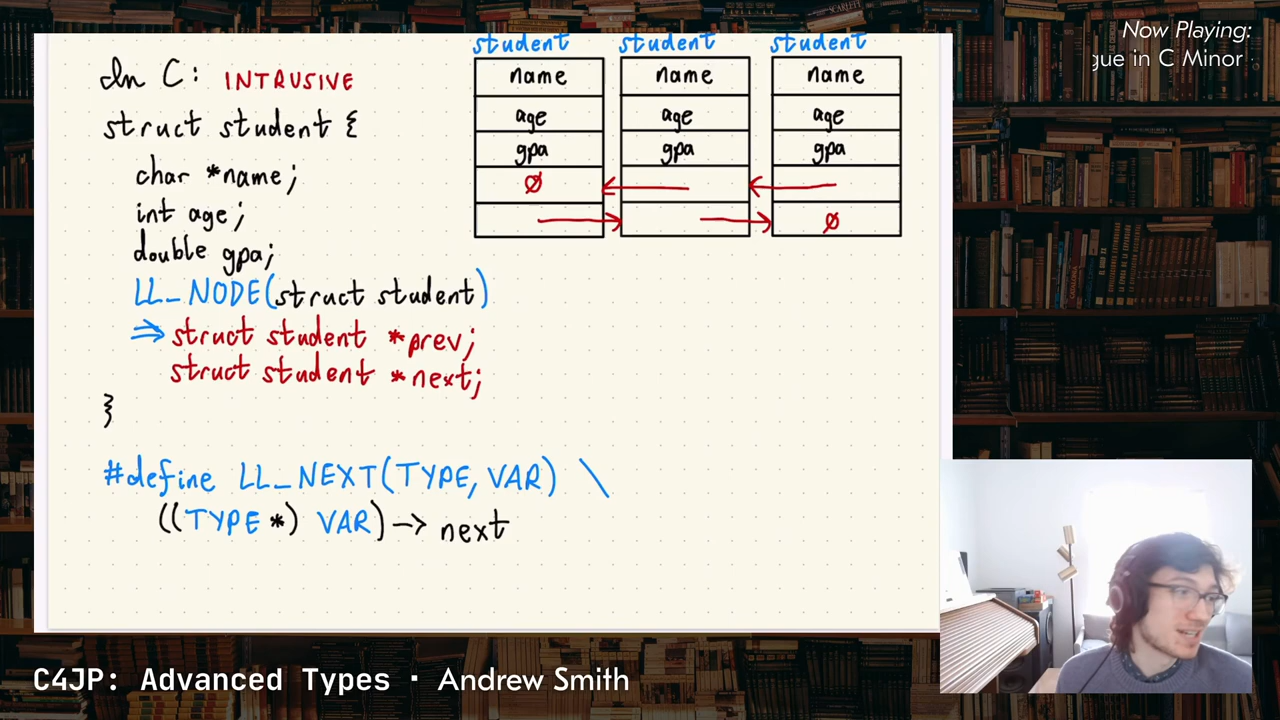 In C: INTRUSIVE
struct student {
char *name;
int age;
double gpa;
LL_NODE(struct student)
⇒ struct student *prev;
struct student *next;
}
#define LL_NEXT(TYPE, VAR) \
((TYPE *) VAR) -> next
student student student
name name name
age age age
gpa gpa gpa
Ø
Ø
Now Playing:
gue in C Minor
C4JP: Advanced Types · Andrew Smith